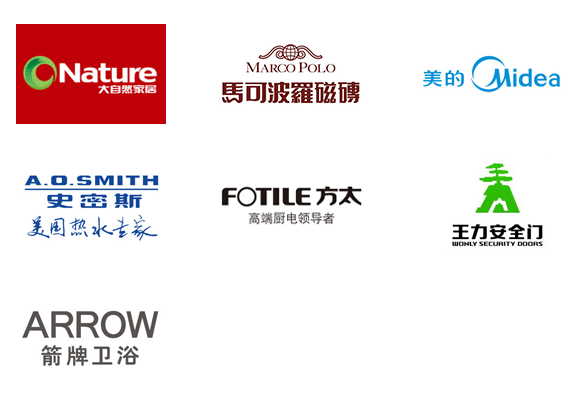 Nature
大自然家居
MARCO POLO
馬可波羅磁磚
美的 Midea
A.O.SMITH
史密斯
美国热水专家
FOTILE 方太
高端厨电领导者
王力安全门
WONLY SECURITY DOORS
ARROW
箭牌卫浴